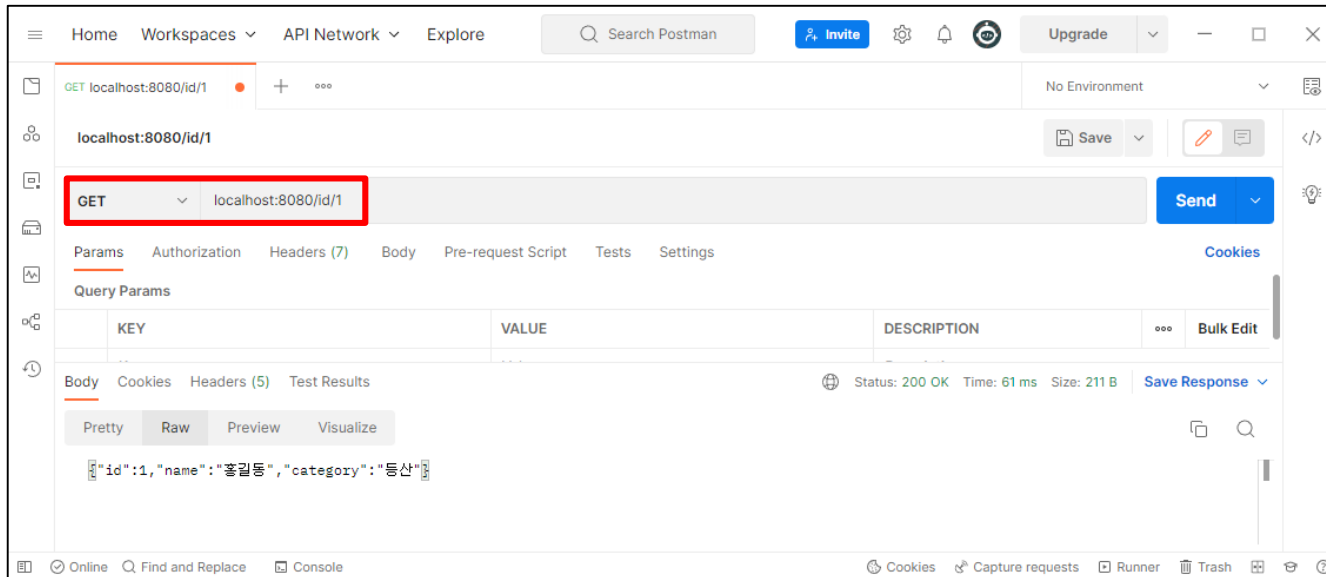 Home Workspaces API Network Explore Search Postman Invite Upgrade
GET localhost:8080/id/1 No Environment
localhost:8080/id/1 Save
GET localhost:8080/id/1 Send
Params Authorization Headers (7) Body Pre-request Script Tests Settings Cookies
Query Params
KEY VALUE DESCRIPTION Bulk Edit
Body Cookies Headers (5) Test Results Status: 200 OK Time: 61 ms Size: 211 B Save Response
Pretty Raw Preview Visualize
{"id":1,"name":"홍길동","category":"등산"}
Online Find and Replace Console Cookies Capture requests Runner Trash